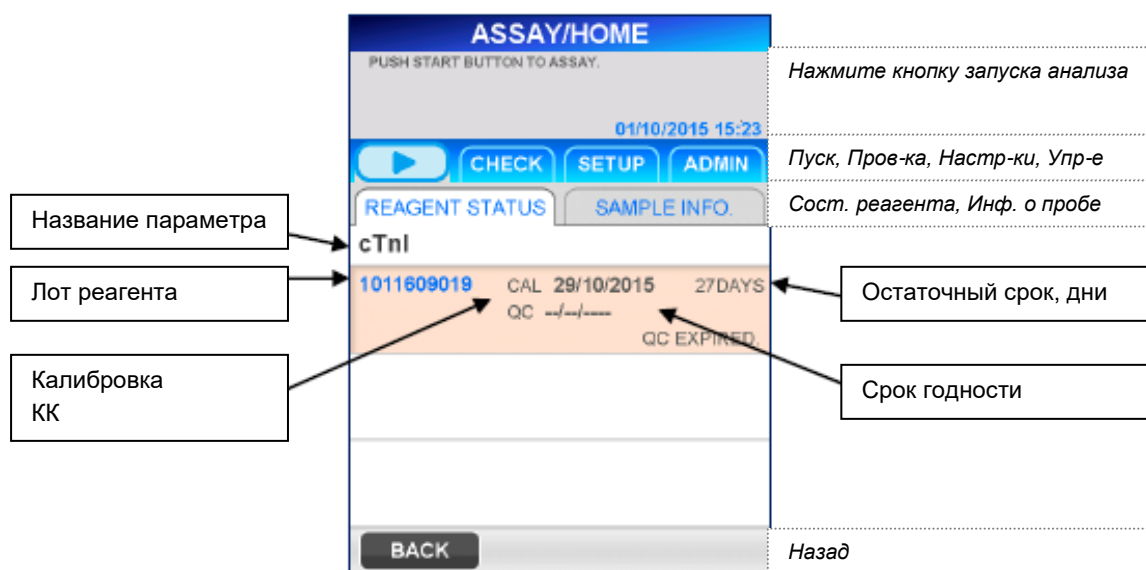 ASSAY/HOME
PUSH START BUTTON TO ASSAY.
Нажмите кнопку запуска анализа
01/10/2015 15:23
CHECK SETUP ADMIN
Пуск, Пров-ка, Настр-ки, Упр-е
REAGENT STATUS SAMPLE INFO.
Сост. реагента, Инф. о пробе
Название параметра
cTnI
Лот реагента
1011609019 CAL 29/10/2015 27DAYS
Остаточный срок, дни
QC --/--/----
QC EXPIRED.
Калибровка
КК
Срок годности
BACK
Назад